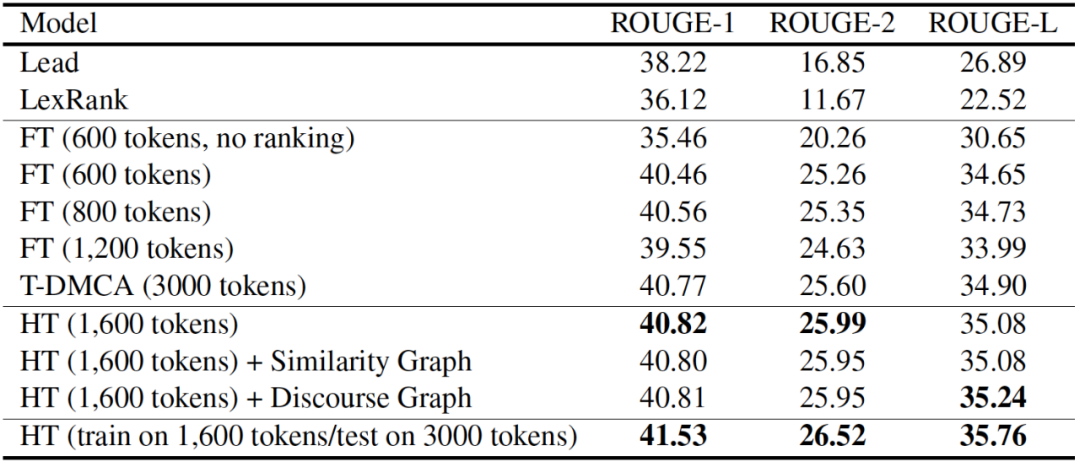 Model ROUGE-1 ROUGE-2 ROUGE-L
Lead 38.22 16.85 26.89
LexRank 36.12 11.67 22.52
FT (600 tokens, no ranking) 35.46 20.26 30.65
FT (600 tokens) 40.46 25.26 34.65
FT (800 tokens) 40.56 25.35 34.73
FT (1,200 tokens) 39.55 24.63 33.99
T-DMCA (3000 tokens) 40.77 25.60 34.90
HT (1,600 tokens) 40.82 25.99 35.08
HT (1,600 tokens) + Similarity Graph 40.80 25.95 35.08
HT (1,600 tokens) + Discourse Graph 40.81 25.95 35.24
HT (train on 1,600 tokens/test on 3000 tokens) 41.53 26.52 35.76